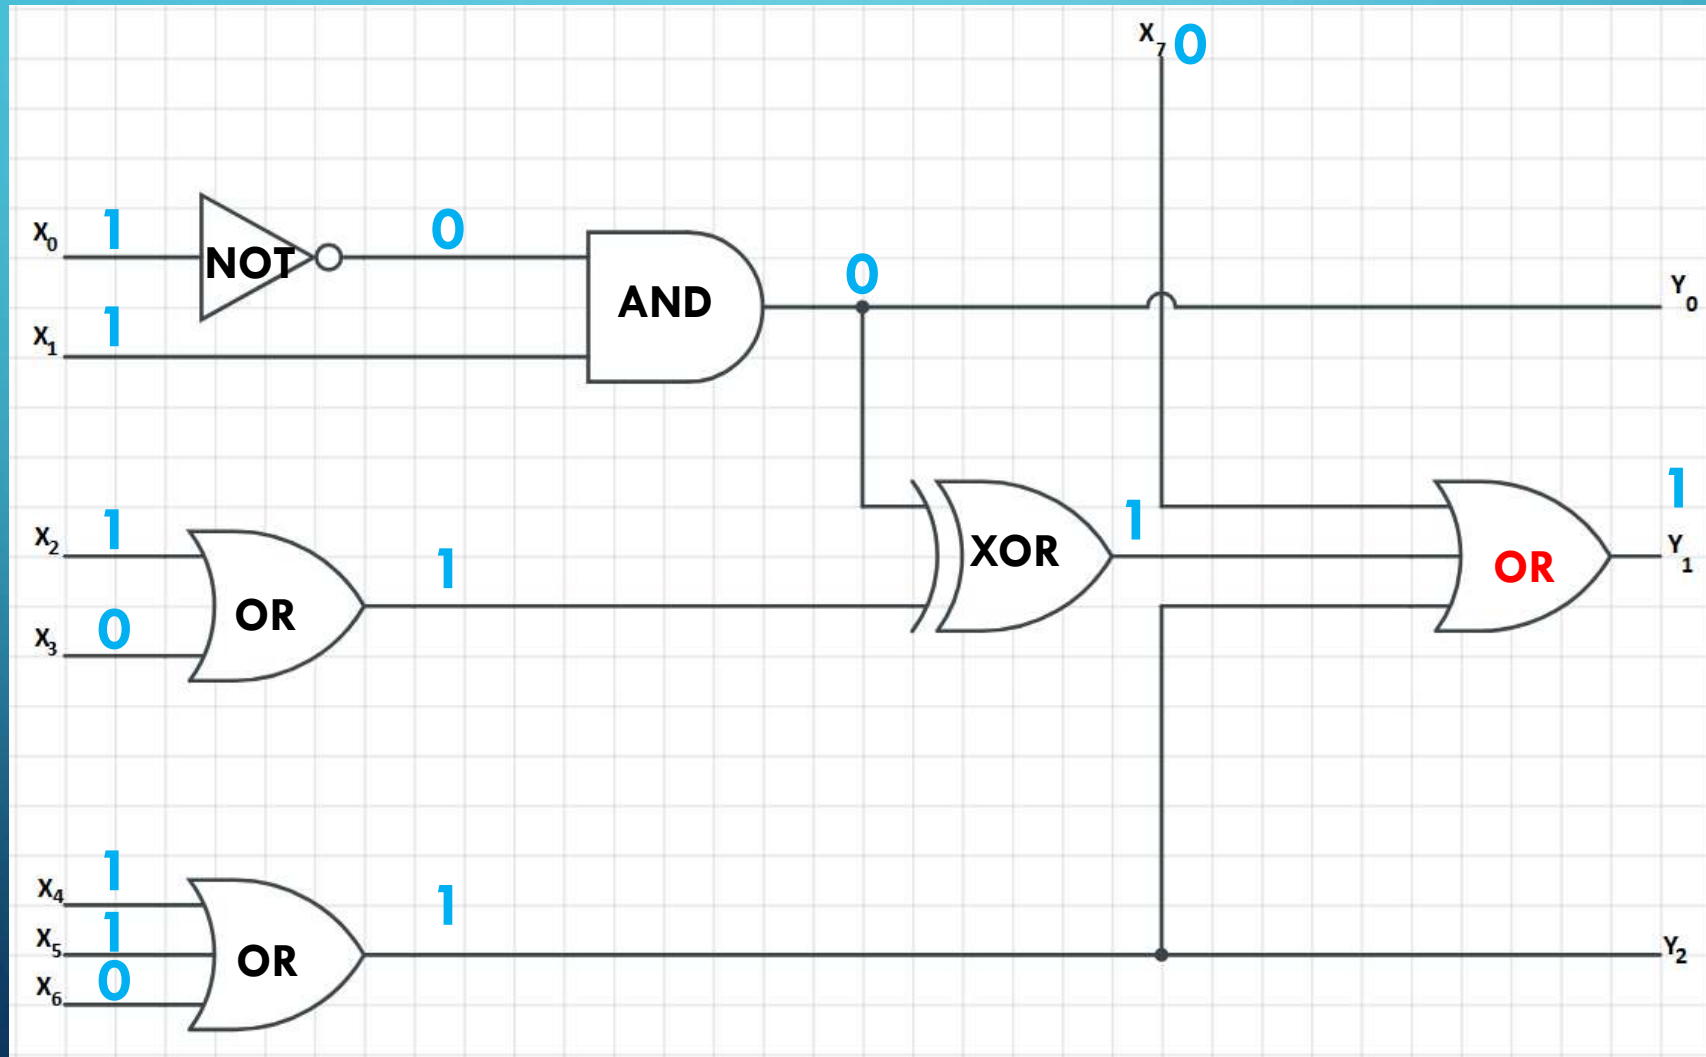 X7 0
X0 1 NOT 0 AND 0 Y0
X1 1
X2 1 OR 1 XOR 1 OR 1 Y1
X3 0
X4 1 OR 1
X5 1 Y2
X6 0